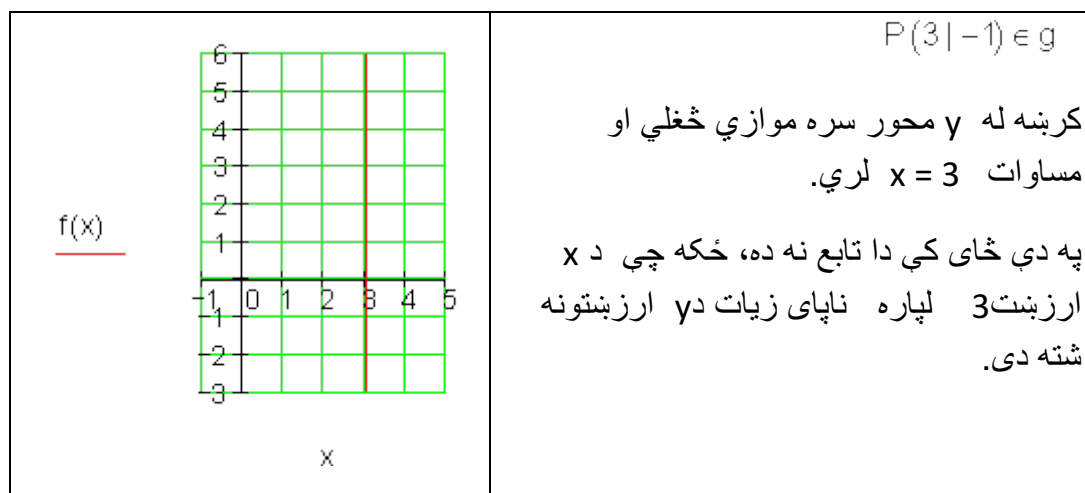 P(3 | −1) ∈ g
کرښه له y محور سره موازي ځغلي او
مساوات x = 3 لري.
په دې ځای کې دا تابع نه ده، ځکه چې د x
ارزښت3 لپاره ناپای زیات دy ارزښتونه
شته دی.
6
5
4
3
2
1
f(x)
−1 0 1 2 3 4 5
−1
−2
−3
x